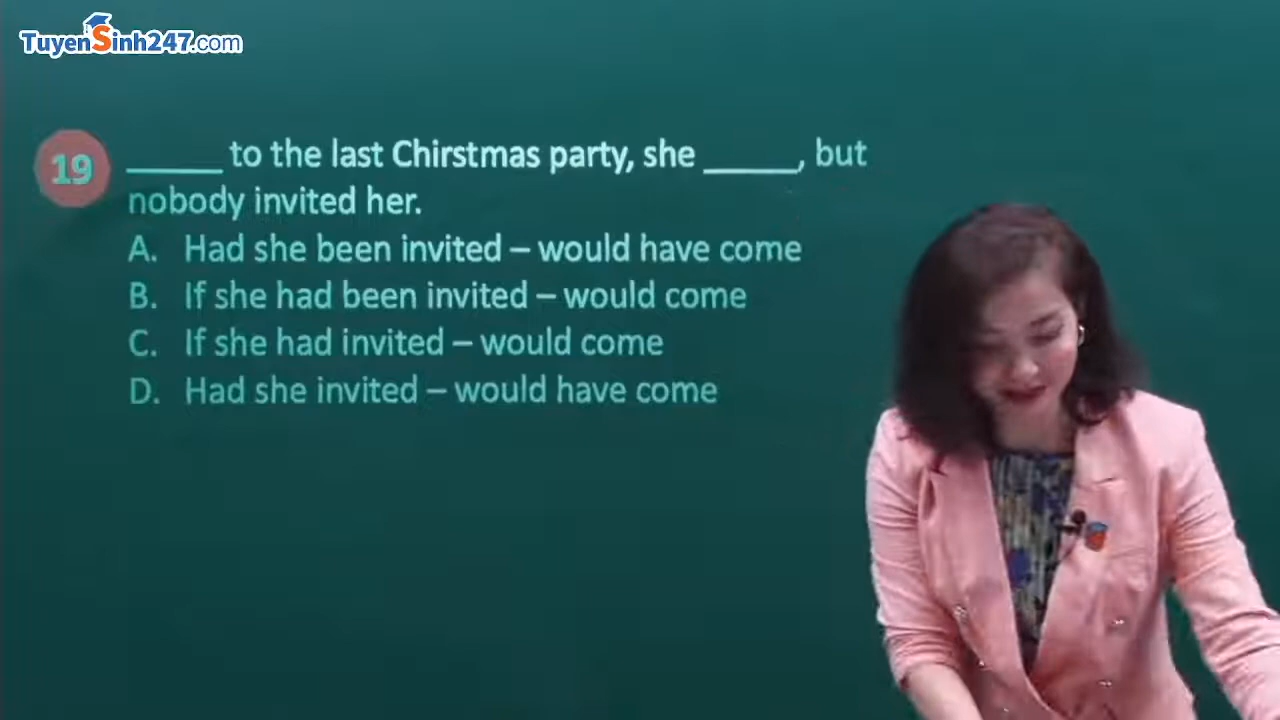 TuyenSinh247.com
19 _____ to the last Chirstmas party, she _____, but
nobody invited her.
A. Had she been invited – would have come
B. If she had been invited – would come
C. If she had invited – would come
D. Had she invited – would have come